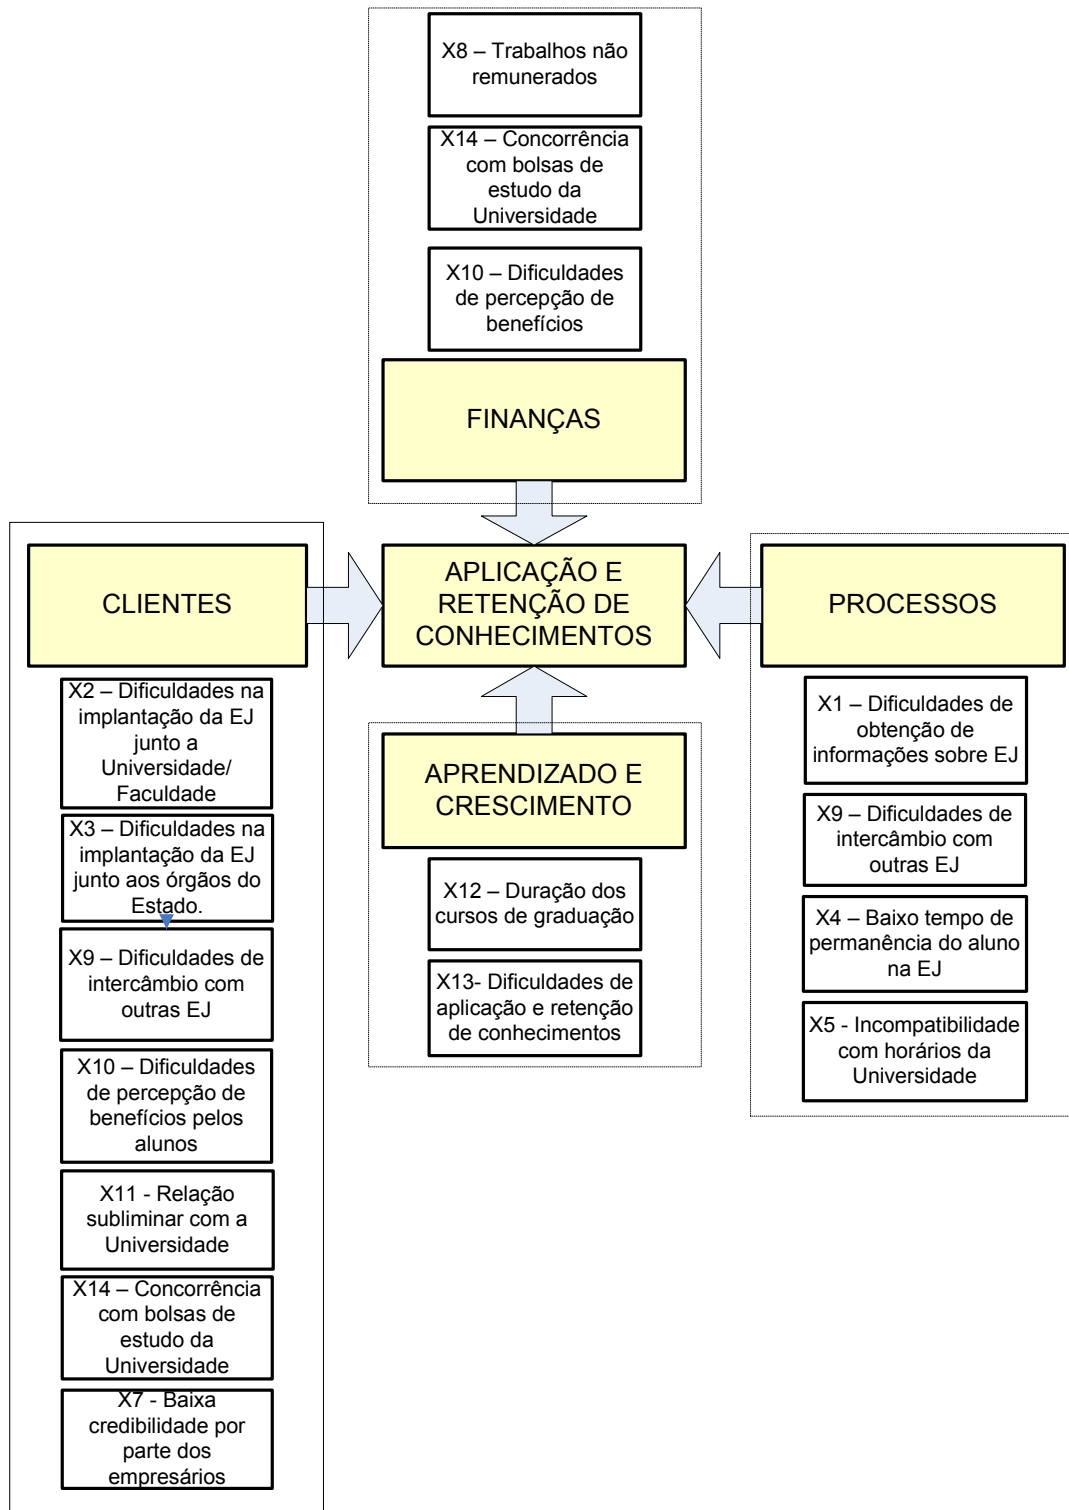 X8 – Trabalhos não
remunerados
X14 – Concorrência
com bolsas de
estudo da
Universidade
X10 – Dificuldades
de percepção de
benefícios
FINANÇAS
CLIENTES
APLICAÇÃO E
RETENÇÃO DE
CONHECIMENTOS
PROCESSOS
X2 – Dificuldades na
implantação da EJ
junto a
Universidade/
Faculdade
X3 – Dificuldades na
implantação da EJ
junto aos órgãos do
Estado.
X9 – Dificuldades de
intercâmbio com
outras EJ
X10 – Dificuldades
de percepção de
benefícios pelos
alunos
X11 - Relação
subliminar com a
Universidade
X14 – Concorrência
com bolsas de
estudo da
Universidade
X7 - Baixa
credibilidade por
parte dos
empresários
APRENDIZADO E
CRESCIMENTO
X12 – Duração dos
cursos de graduação
X13- Dificuldades de
aplicação e retenção
de conhecimentos
X1 – Dificuldades de
obtenção de
informações sobre EJ
X9 – Dificuldades de
intercâmbio com
outras EJ
X4 – Baixo tempo de
permanência do aluno
na EJ
X5 - Incompatibilidade
com horários da
Universidade